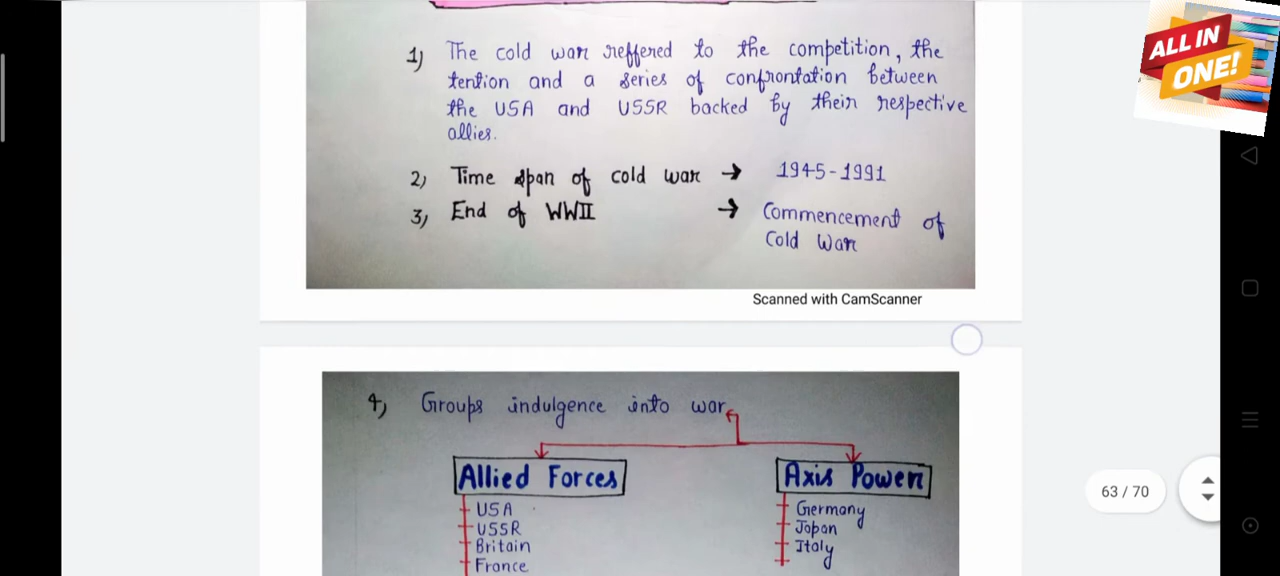 1) The cold war reffered to the competition, the
tention and a series of confrontation between
the USA and USSR backed by their respective
allies.
2) Time span of cold war → 1945-1991
3) End of WWII → Commencement of
Cold War
Scanned with CamScanner
4) Groups indulgence into war
Allied Forces Axis Power
USA Germany
USSR Japan
Britain Italy
France
63 / 70
ALL IN
ONE!